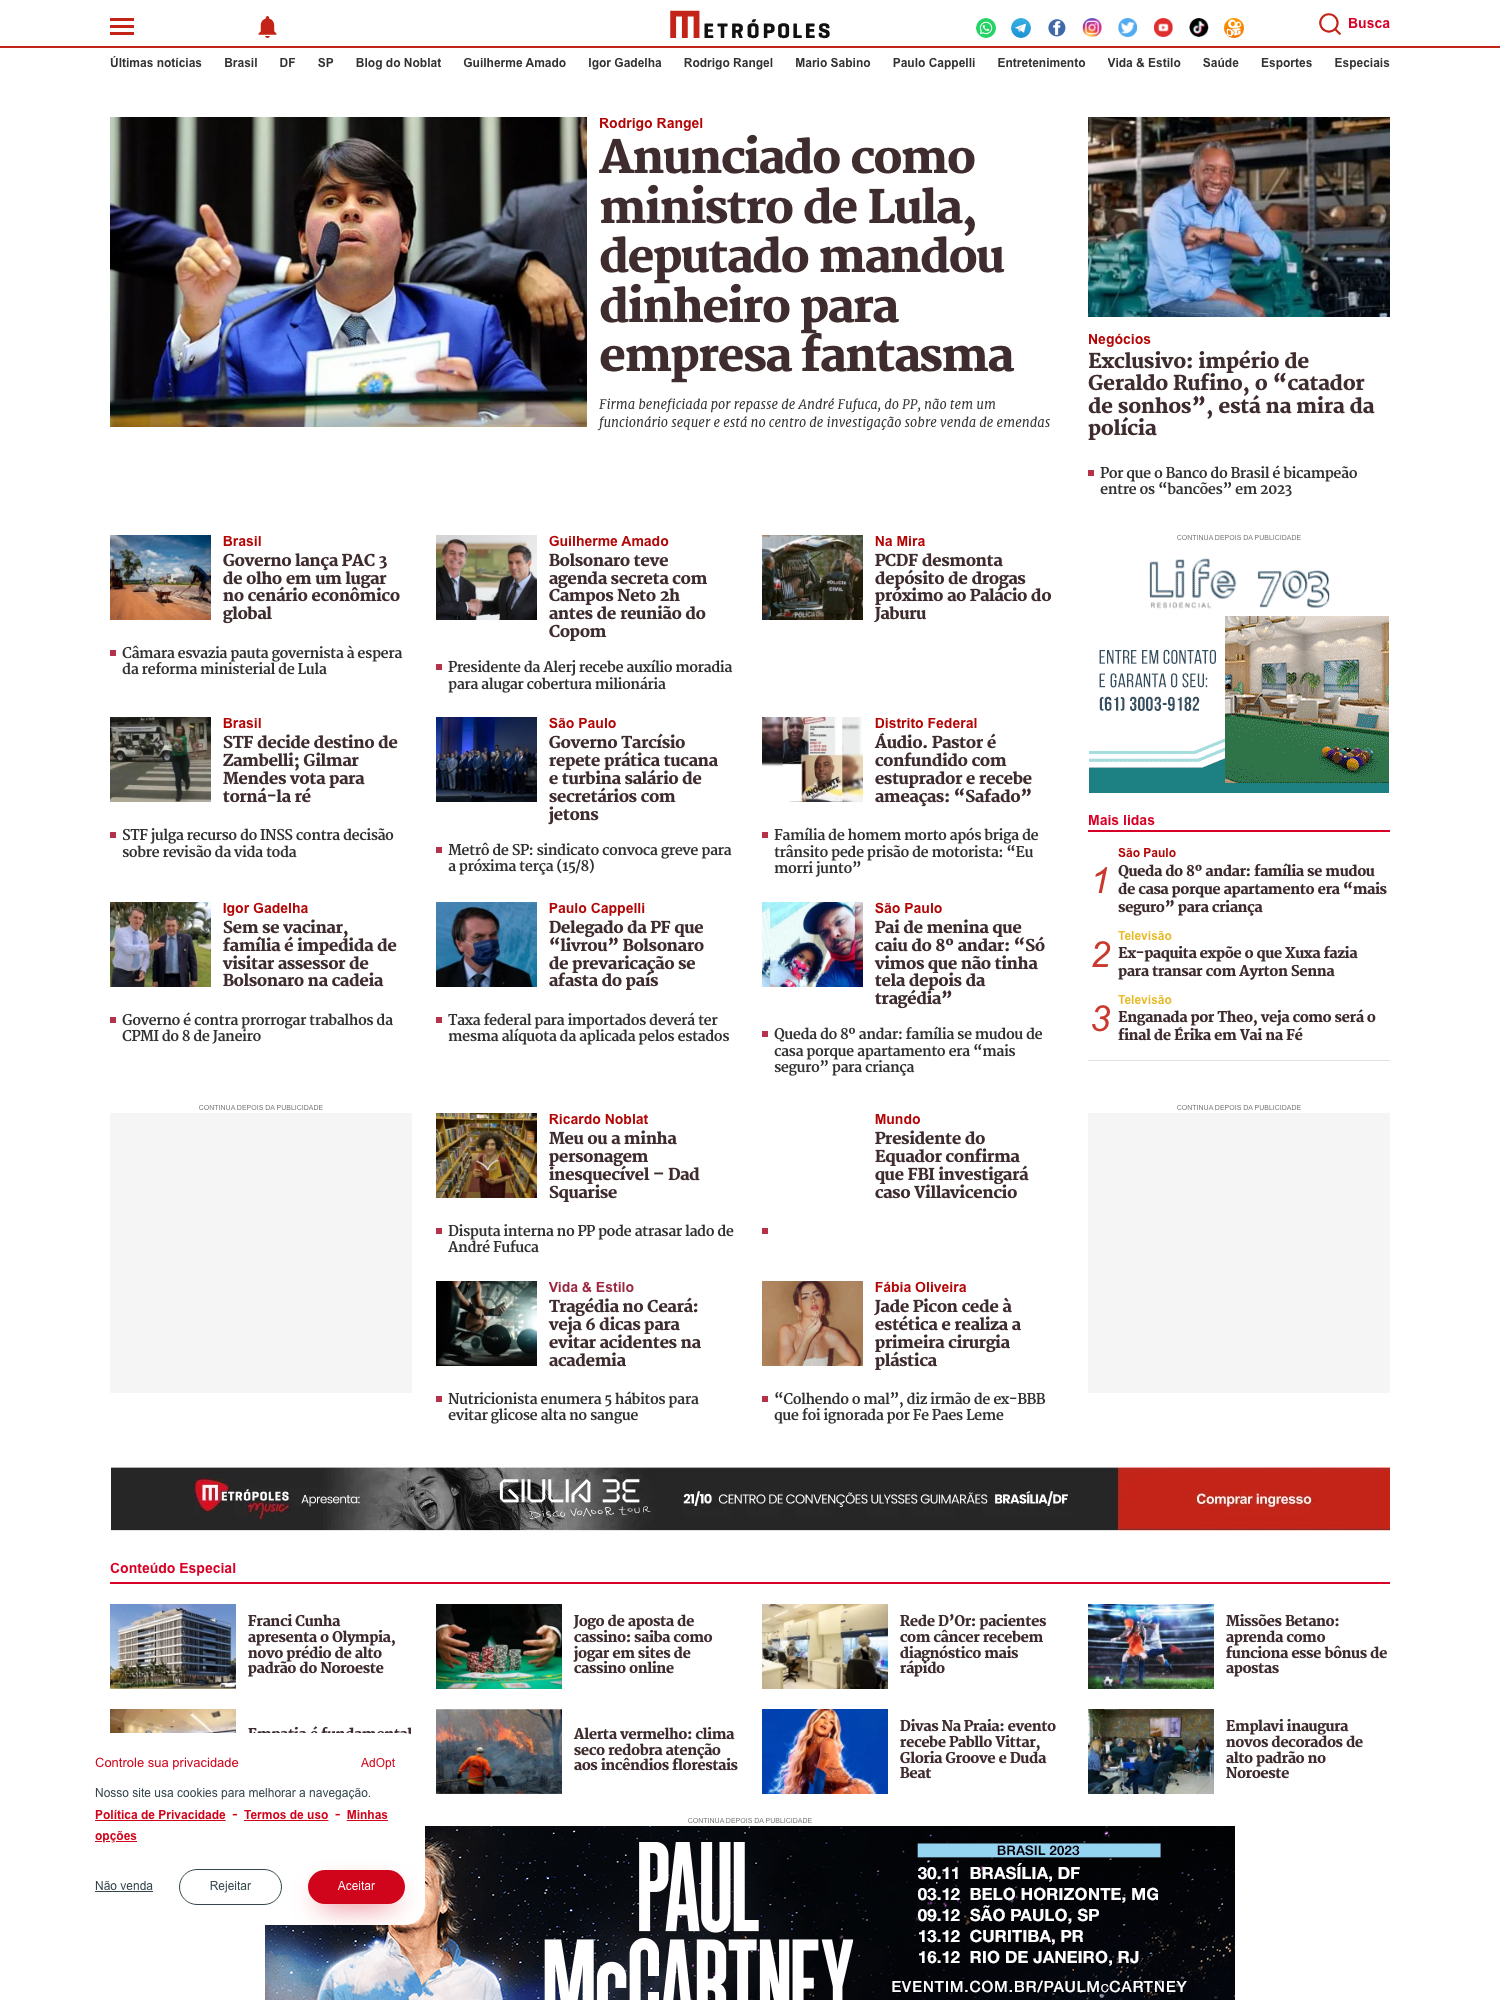 METRÓPOLES
Busca
Últimas notícias Brasil DF SP Blog do Noblat Guilherme Amado Igor Gadelha Rodrigo Rangel Mario Sabino Paulo Cappelli Entretenimento Vida & Estilo Saúde Esportes Especiais
Rodrigo Rangel
Anunciado como
ministro de Lula,
deputado mandou
dinheiro para
empresa fantasma
Firma beneficiada por repasse de André Fufuca, do PP, não tem um
funcionário sequer e está no centro de investigação sobre venda de emendas
Negócios
Exclusivo: império de
Geraldo Rufino, o “catador
de sonhos”, está na mira da
polícia
Por que o Banco do Brasil é bicampeão
entre os “bancões” em 2023
Brasil
Governo lança PAC 3
de olho em um lugar
no cenário econômico
global
Câmara esvazia pauta governista à espera
da reforma ministerial de Lula
Guilherme Amado
Bolsonaro teve
agenda secreta com
Campos Neto 2h
antes de reunião do
Copom
Presidente da Alerj recebe auxílio moradia
para alugar cobertura milionária
Na Mira
PCDF desmonta
depósito de drogas
próximo ao Palácio do
Jaburu
CONTINUA DEPOIS DA PUBLICIDADE
Life 703
RESIDENCIAL
ENTRE EM CONTATO
E GARANTA O SEU:
(61) 3003-9182
Brasil
STF decide destino de
Zambelli; Gilmar
Mendes vota para
torná-la ré
STF julga recurso do INSS contra decisão
sobre revisão da vida toda
São Paulo
Governo Tarcísio
repete prática tucana
e turbina salário de
secretários com
jetons
Metrô de SP: sindicato convoca greve para
a próxima terça (15/8)
INOCENTE
Distrito Federal
Áudio. Pastor é
confundido com
estuprador e recebe
ameaças: “Safado”
Família de homem morto após briga de
trânsito pede prisão de motorista: “Eu
morri junto”
Mais lidas
1
São Paulo
Queda do 8º andar: família se mudou
de casa porque apartamento era “mais
seguro” para criança
2
Televisão
Ex-paquita expõe o que Xuxa fazia
para transar com Ayrton Senna
3
Televisão
Enganada por Theo, veja como será o
final de Érika em Vai na Fé
Igor Gadelha
Sem se vacinar,
família é impedida de
visitar assessor de
Bolsonaro na cadeia
Governo é contra prorrogar trabalhos da
CPMI do 8 de Janeiro
Paulo Cappelli
Delegado da PF que
“livrou” Bolsonaro
de prevaricação se
afasta do país
Taxa federal para importados deverá ter
mesma alíquota da aplicada pelos estados
São Paulo
Pai de menina que
caiu do 8º andar: “Só
vimos que não tinha
tela depois da
tragédia”
Queda do 8º andar: família se mudou de
casa porque apartamento era “mais
seguro” para criança
CONTINUA DEPOIS DA PUBLICIDADE
Ricardo Noblat
Meu ou a minha
personagem
inesquecível – Dad
Squarise
Disputa interna no PP pode atrasar lado de
André Fufuca
Mundo
Presidente do
Equador confirma
que FBI investigará
caso Villavicencio
CONTINUA DEPOIS DA PUBLICIDADE
Vida & Estilo
Tragédia no Ceará:
veja 6 dicas para
evitar acidentes na
academia
Nutricionista enumera 5 hábitos para
evitar glicose alta no sangue
Fábia Oliveira
Jade Picon cede à
estética e realiza a
primeira cirurgia
plástica
“Colhendo o mal”, diz irmão de ex-BBB
que foi ignorada por Fe Paes Leme
METRÓPOLES
Music
Apresenta:
GIULIA BE
DISCO VOADOR TOUR
21/10 CENTRO DE CONVENÇÕES ULYSSES GUIMARÃES BRASÍLIA/DF
Comprar ingresso
Conteúdo Especial
Franci Cunha
apresenta o Olympia,
novo prédio de alto
padrão do Noroeste
Jogo de aposta de
cassino: saiba como
jogar em sites de
cassino online
Rede D’Or: pacientes
com câncer recebem
diagnóstico mais
rápido
Missões Betano:
aprenda como
funciona esse bônus de
apostas
Empatia é fundamental
Alerta vermelho: clima
seco redobra atenção
aos incêndios florestais
Divas Na Praia: evento
recebe Pabllo Vittar,
Gloria Groove e Duda
Beat
Emplavi inaugura
novos decorados de
alto padrão no
Noroeste
Controle sua privacidade
AdOpt
Nosso site usa cookies para melhorar a navegação.
Política de Privacidade - Termos de uso - Minhas
opções
Não venda
Rejeitar
Aceitar
CONTINUA DEPOIS DA PUBLICIDADE
PAUL
McCARTNEY
BRASIL 2023
30.11 BRASÍLIA, DF
03.12 BELO HORIZONTE, MG
09.12 SÃO PAULO, SP
13.12 CURITIBA, PR
16.12 RIO DE JANEIRO, RJ
EVENTIM.COM.BR/PAULMcCARTNEY